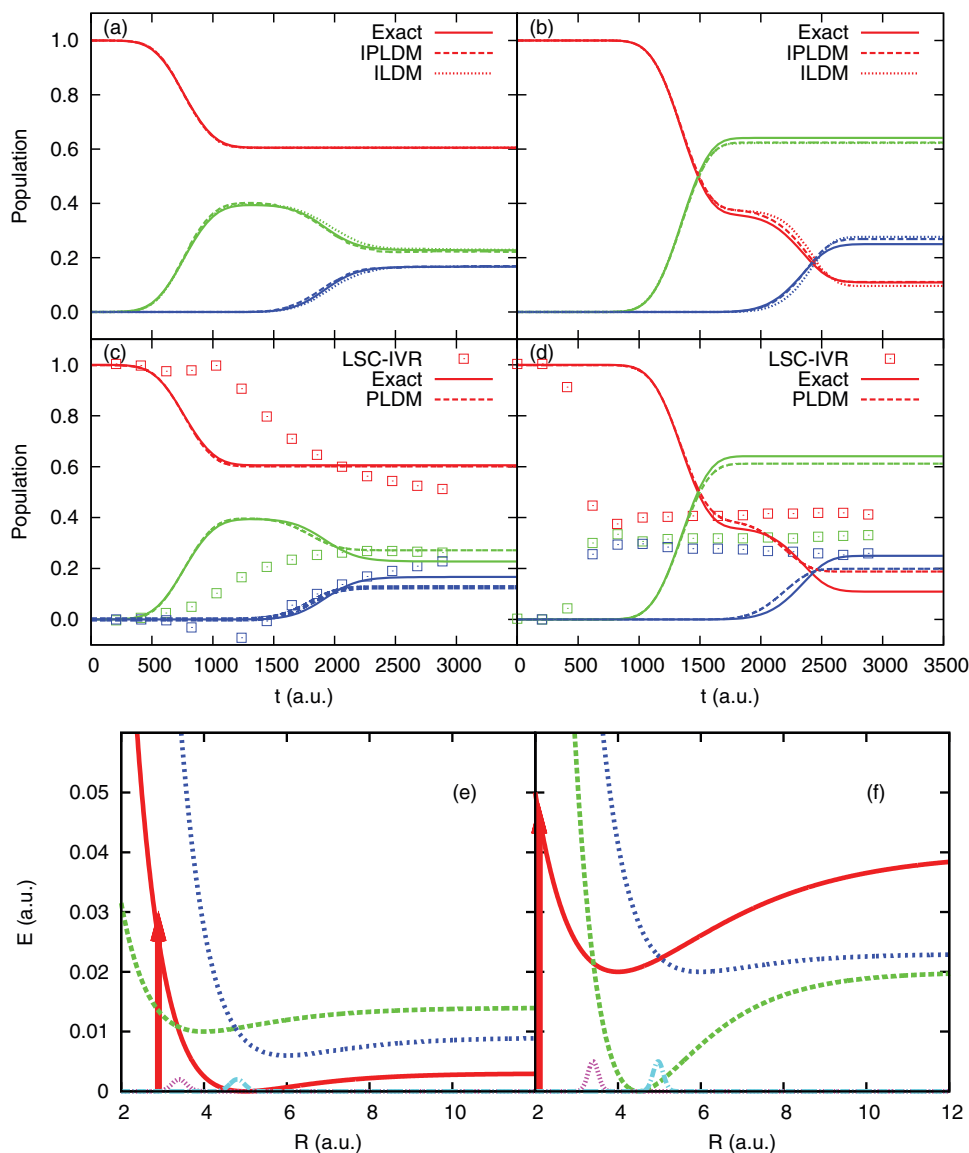 (a)
Exact
IPLDM
ILDM
(b)
Exact
IPLDM
ILDM
Population
1.0
0.8
0.6
0.4
0.2
0.0
(c)
LSC-IVR
Exact
PLDM
(d)
LSC-IVR
Exact
PLDM
Population
1.0
0.8
0.6
0.4
0.2
0.0
0 500 1000 1500 2000 2500 3000
0 500 1000 1500 2000 2500 3000 3500
t (a.u.)
t (a.u.)
(e)
(f)
E (a.u.)
0.05
0.04
0.03
0.02
0.01
0
2 4 6 8 10
2 4 6 8 10 12
R (a.u.)
R (a.u.)